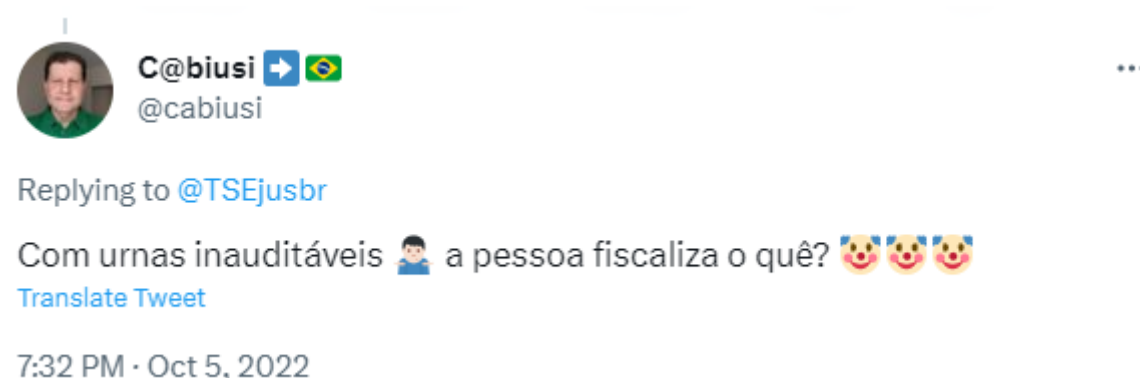 C@biusi ➡️ 🇧🇷
@cabiusi
Replying to @TSEjusbr
Com urnas inauditáveis 🤷🏻‍♂️ a pessoa fiscaliza o quê? 🤡🤡🤡
Translate Tweet
7:32 PM · Oct 5, 2022